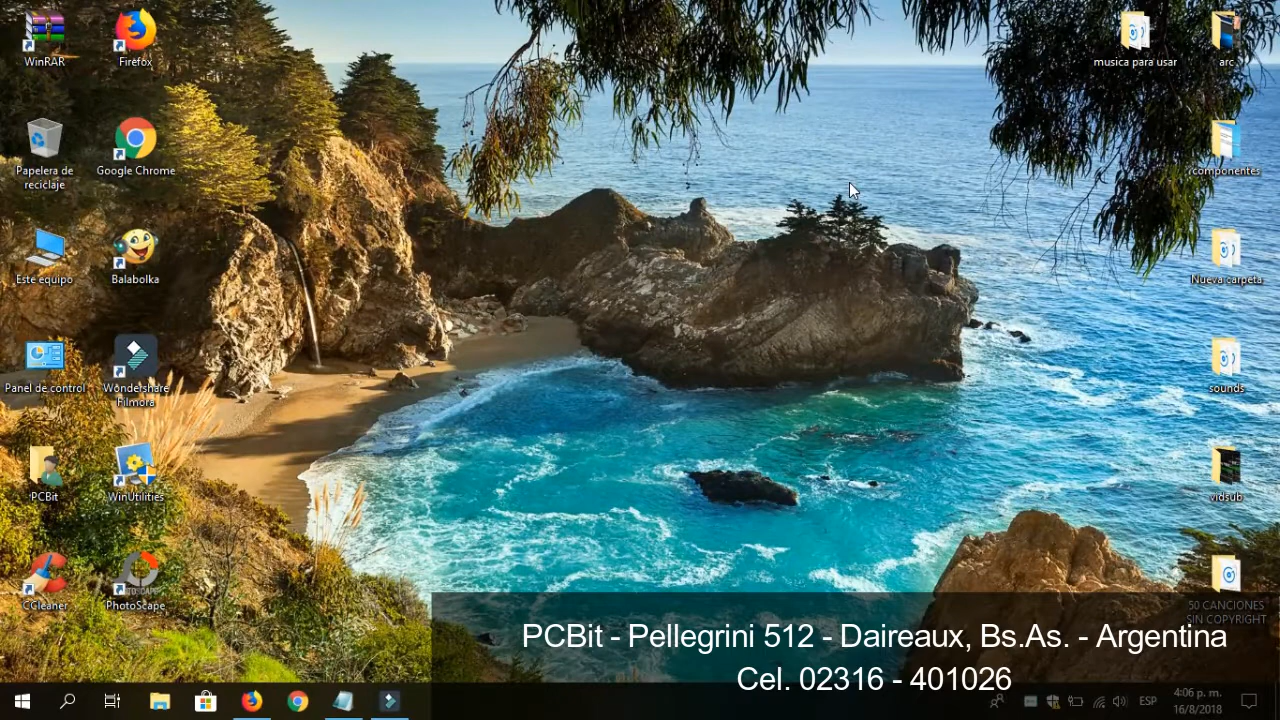 WinRAR
Firefox
musica para usar
arc
Papelera de
reciclaje
Google Chrome
componentes
Este equipo
Balabolka
Nueva carpeta
Panel de control
Wondershare
Filmora
sounds
PCBit
WinUtilities
vidsub
CCleaner
PhotoScape
50 CANCIONES
SIN COPYRIGHT
PCBit - Pellegrini 512 - Daireaux, Bs.As. - Argentina
Cel. 02316 - 401026
ESP
4:06 p. m.
16/8/2018